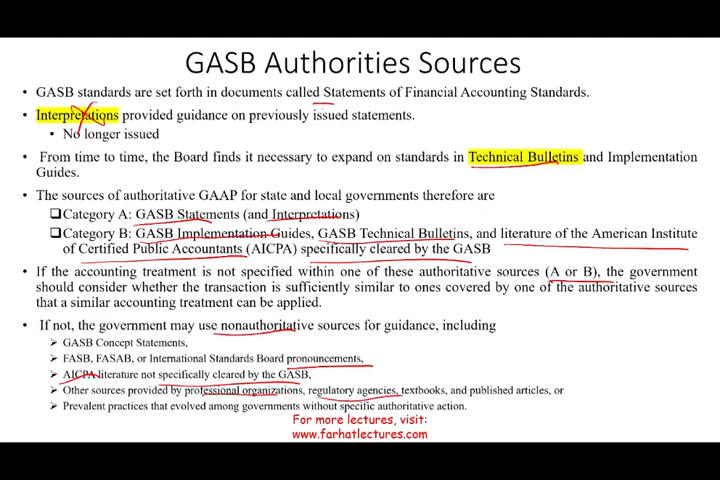 GASB Authorities Sources
• GASB standards are set forth in documents called Statements of Financial Accounting Standards.
• Interpretations provided guidance on previously issued statements.
• No longer issued
• From time to time, the Board finds it necessary to expand on standards in Technical Bulletins and Implementation
Guides.
• The sources of authoritative GAAP for state and local governments therefore are
❑Category A: GASB Statements (and Interpretations)
❑Category B: GASB Implementation Guides, GASB Technical Bulletins, and literature of the American Institute
of Certified Public Accountants (AICPA) specifically cleared by the GASB
• If the accounting treatment is not specified within one of these authoritative sources (A or B), the government
should consider whether the transaction is sufficiently similar to ones covered by one of the authoritative sources
that a similar accounting treatment can be applied.
• If not, the government may use nonauthoritative sources for guidance, including
➢ GASB Concept Statements,
➢ FASB, FASAB, or International Standards Board pronouncements,
➢ AICPA literature not specifically cleared by the GASB,
➢ Other sources provided by professional organizations, regulatory agencies, textbooks, and published articles, or
➢ Prevalent practices that evolved among governments without specific authoritative action.
For more lectures, visit:
www.farhatlectures.com